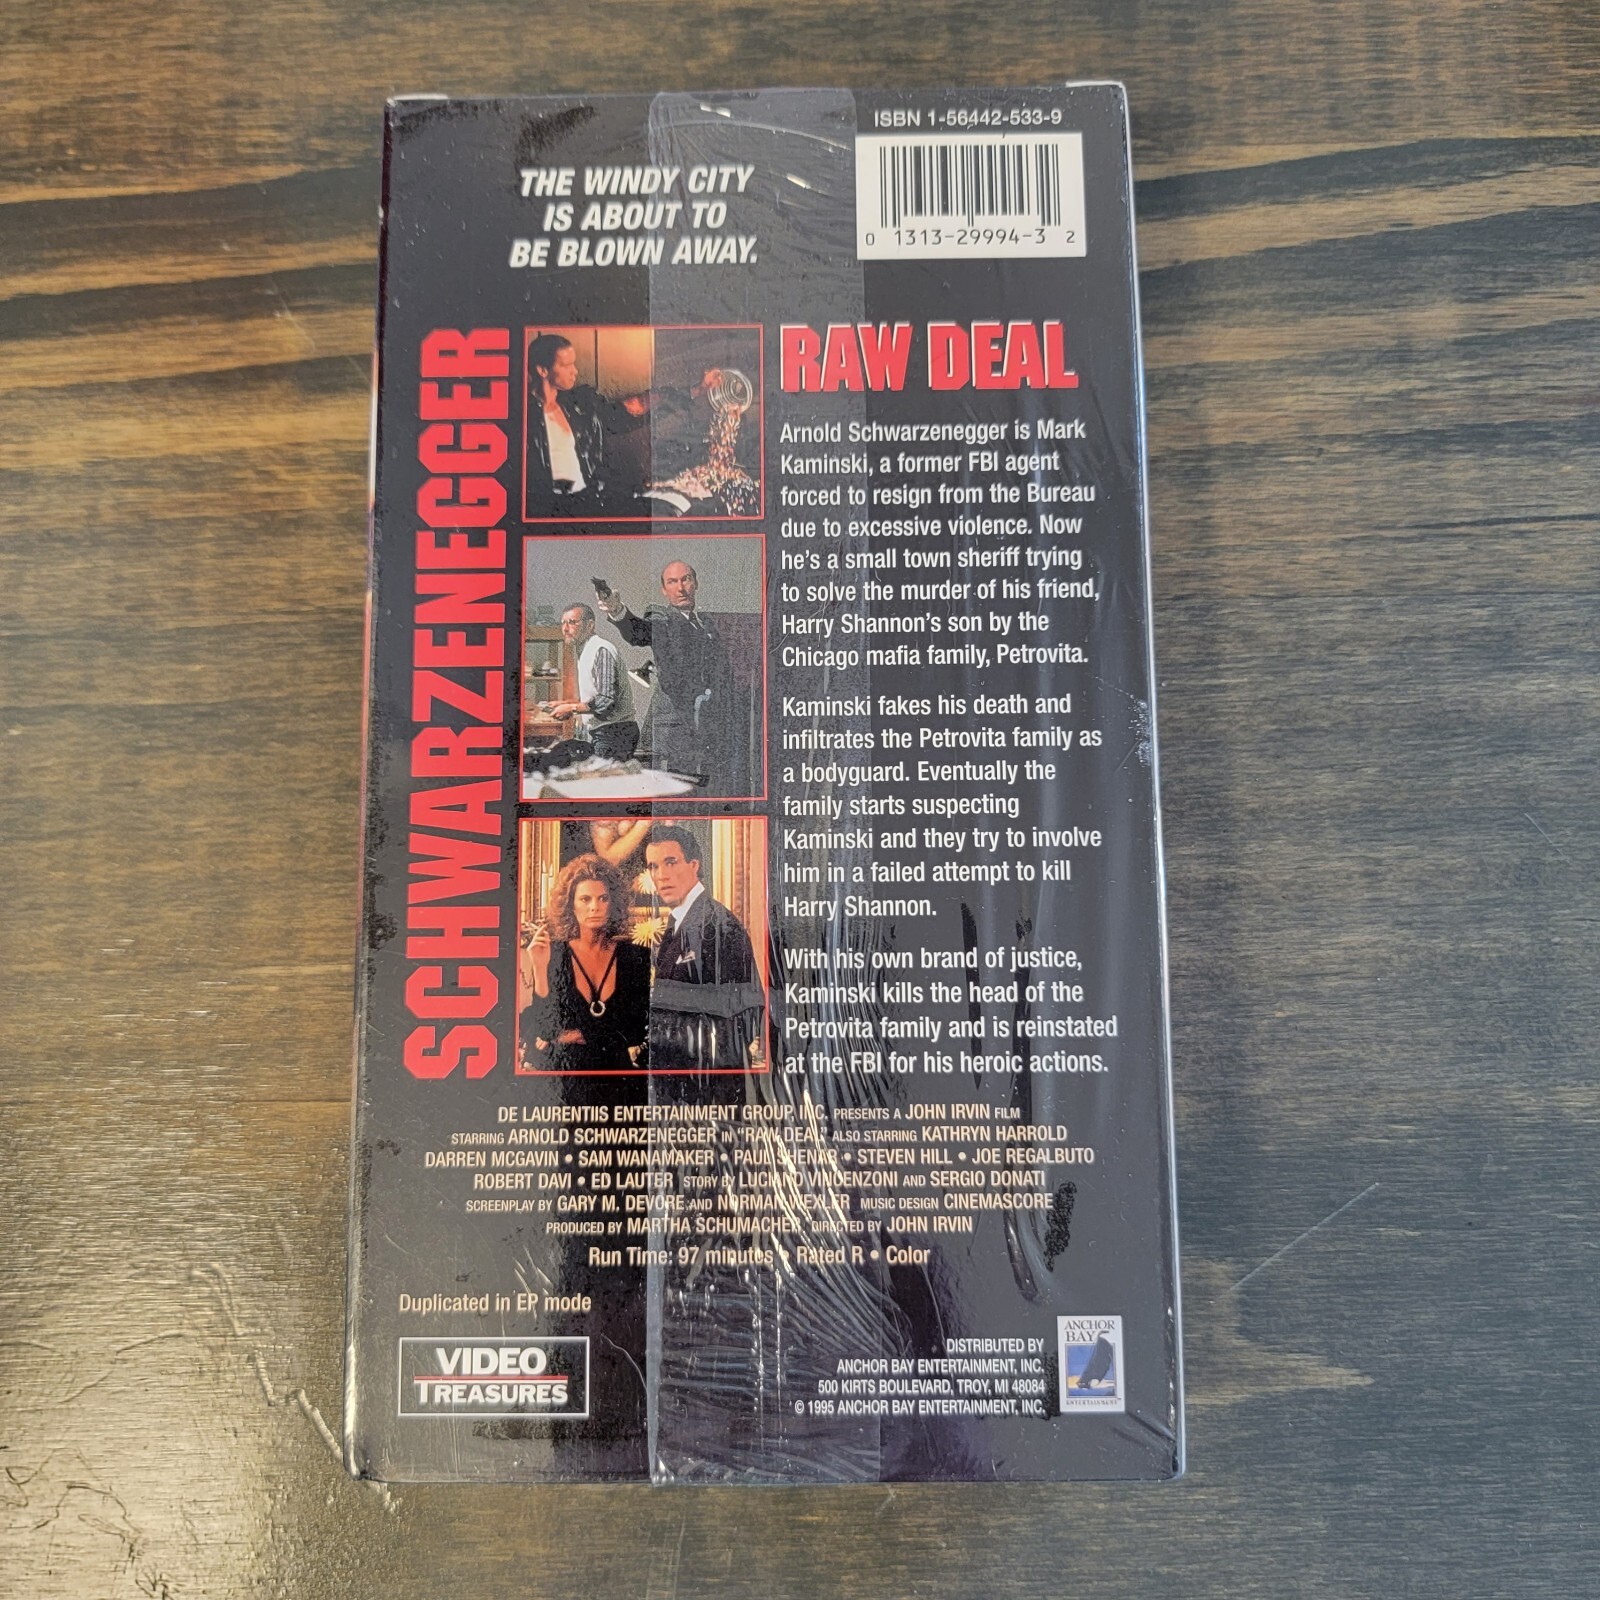 ISBN 1-56442-533-9
0 1313-29994-3 2
THE WINDY CITY
IS ABOUT TO
BE BLOWN AWAY.
SCHWARZENEGGER
RAW DEAL
Arnold Schwarzenegger is Mark
Kaminski, a former FBI agent
forced to resign from the Bureau
due to excessive violence. Now
he's a small town sheriff trying
to solve the murder of his friend,
Harry Shannon's son by the
Chicago mafia family, Petrovita.
Kaminski fakes his death and
infiltrates the Petrovita family as
a bodyguard. Eventually the
family starts suspecting
Kaminski and they try to involve
him in a failed attempt to kill
Harry Shannon.
With his own brand of justice,
Kaminski kills the head of the
Petrovita family and is reinstated
at the FBI for his heroic actions.
DE LAURENTIIS ENTERTAINMENT GROUP, INC. PRESENTS A JOHN IRVIN FILM
STARRING ARNOLD SCHWARZENEGGER IN "RAW DEAL" ALSO STARRING KATHRYN HARROLD
DARREN MCGAVIN • SAM WANAMAKER • PAUL SHENAR • STEVEN HILL • JOE REGALBUTO
ROBERT DAVI • ED LAUTER STORY BY LUCIANO VINCENZONI AND SERGIO DONATI
SCREENPLAY BY GARY M. DEVORE AND NORMAN WEXLER MUSIC DESIGN CINEMASCORE
PRODUCED BY MARTHA SCHUMACHER DIRECTED BY JOHN IRVIN
Run Time: 97 minutes • Rated R • Color
Duplicated in EP mode
VIDEO
TREASURES
DISTRIBUTED BY
ANCHOR BAY ENTERTAINMENT, INC.
500 KIRTS BOULEVARD, TROY, MI 48084
© 1995 ANCHOR BAY ENTERTAINMENT, INC.
ANCHOR
BAY
ENTERTAINMENT